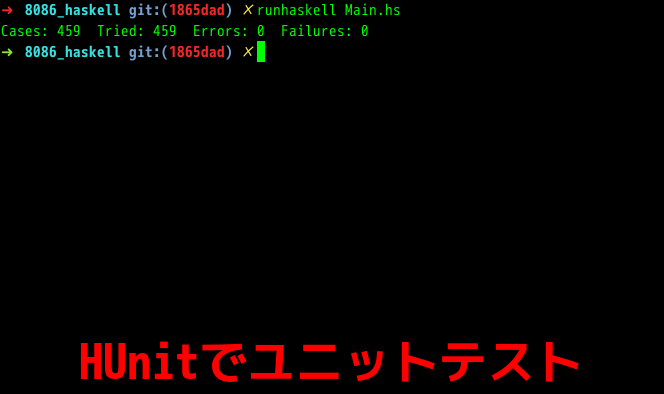 ➜ 8086_haskell git:(1865dad) ✗ runhaskell Main.hs
Cases: 459 Tried: 459 Errors: 0 Failures: 0
➜ 8086_haskell git:(1865dad) ✗
HUnitでユニットテスト